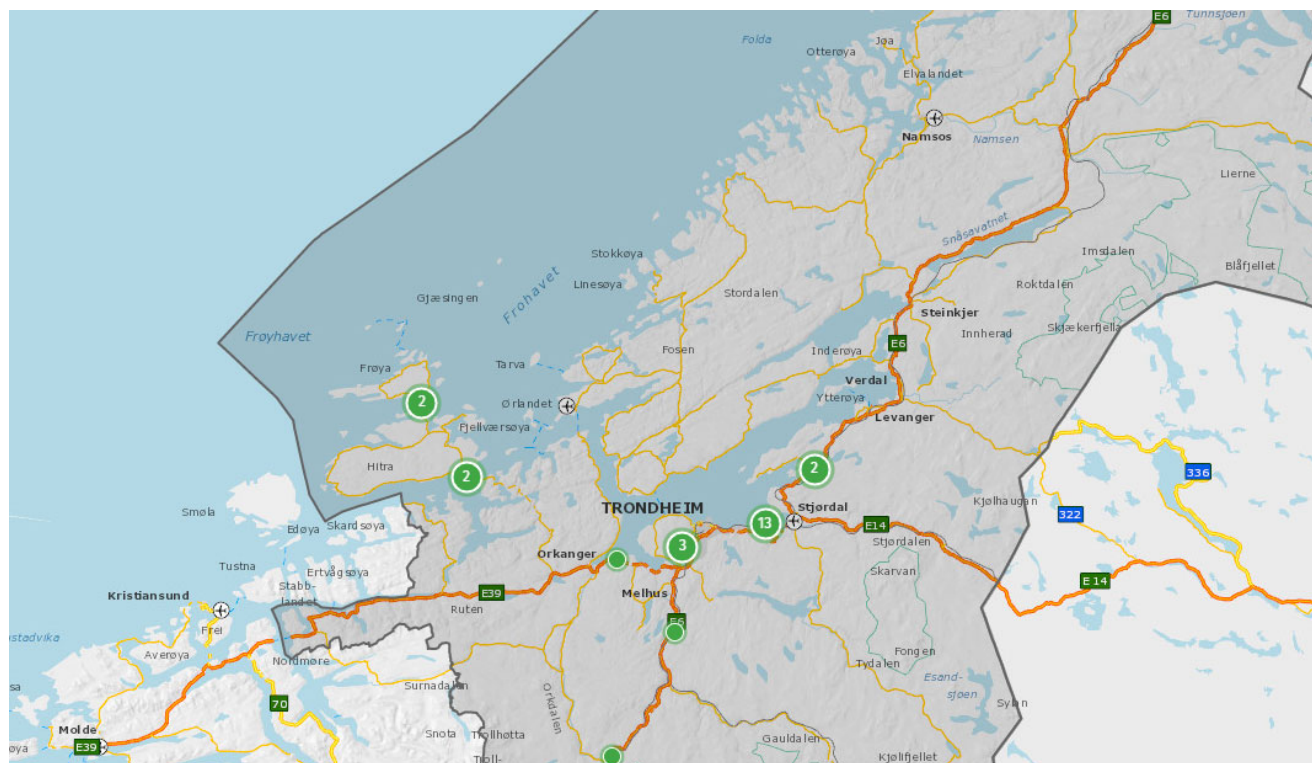 E6
Tunnsjøen
Folda
Jøa
Otterøya
Elvalandet
Namsos
Namsen
Lierne
Snåsavatnet
Imsdalen
Stokkøya
Blåfjellet
Gjæsingen
Linesøya
Roktdalen
Stordalen
Frohavet
Steinkjer
Skjækerfjella
Innherad
Frøyhavet
E6
Fosen
Inderøya
Frøya
Tarva
Verdal
Ytterøya
2
Ørlandet
Levanger
Fjellværsøya
Hitra
2
2
336
Kjølhaugan
Smøla
TRONDHEIM
Stjørdal
322
Edøya
Skardsøya
13
E14
Stjørdalen
3
Orkanger
Tustna
Ertvågsøya
Skarvan
E 14
Stabb-
landet
Kristiansund
E39
Melhus
Ruten
E6
Frei
Averøya
Fongen
Nordmøre
Tydalen
Surnadalen
Esand-
sjøen
Orkdalen
70
Sylan
Molde
Snota
Trollhøtta
Gauldalen
E39
Troll-
Kjølifjellet